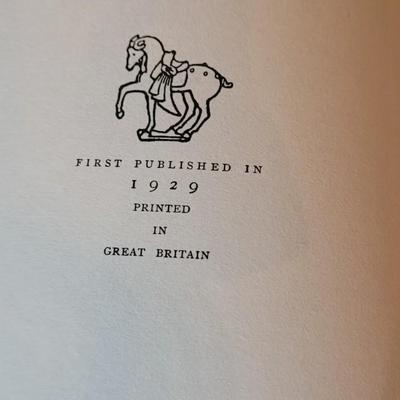 FIRST PUBLISHED IN
1929
PRINTED
IN
GREAT BRITAIN